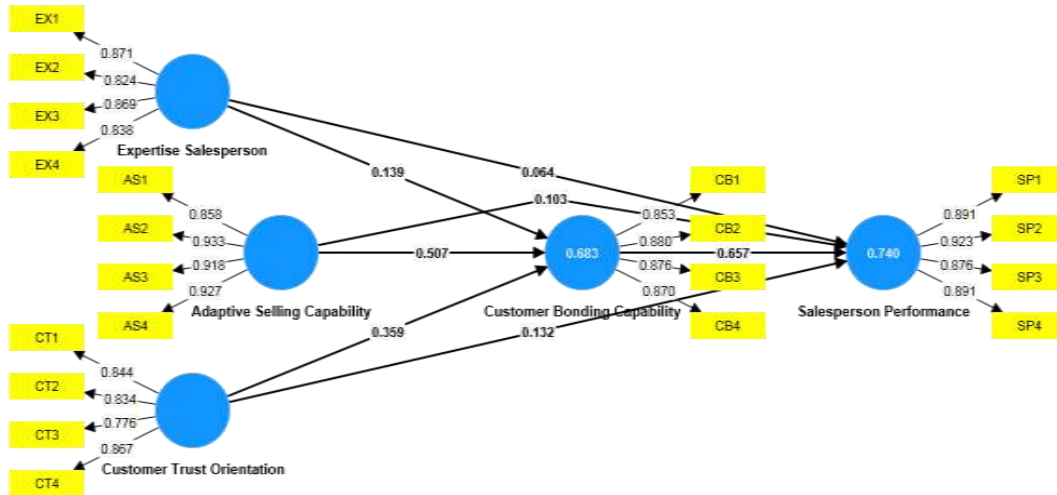 EX1
0.871
EX2
0.824
EX3
0.869
0.838
EX4
Expertise Salesperson
0.139
0.064
AS1
0.858
AS2
0.933
AS3
0.918
0.927
AS4
Adaptive Selling Capability
0.103
0.507
CB1
0.853
CB2
0.880
0.683
0.657
0.876
CB3
0.870
CB4
Customer Bonding Capability
0.740
Salesperson Performance
SP1
0.891
SP2
0.923
0.876
SP3
0.891
SP4
0.359
0.132
CT1
0.844
CT2
0.834
0.776
CT3
0.867
CT4
Customer Trust Orientation